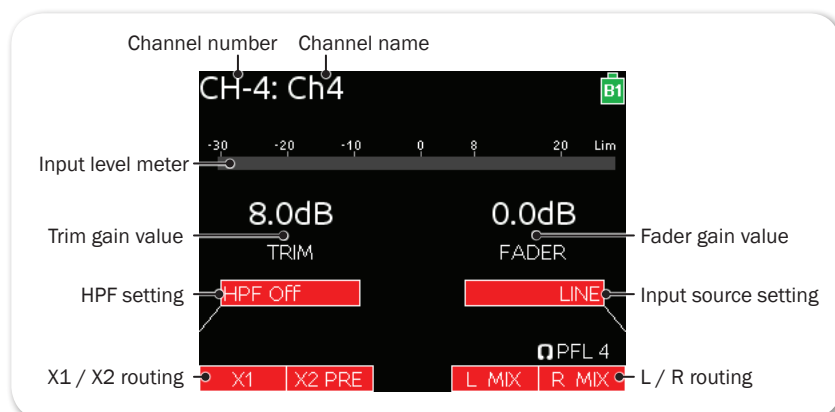 Channel number Channel name
CH-4: Ch4 B1
-30 -20 -10 0 8 20 Lim
Input level meter
8.0dB 0.0dB
Trim gain value TRIM FADER Fader gain value
HPF setting HPF Off LINE Input source setting
PFL 4
X1 / X2 routing X1 X2 PRE L MIX R MIX L / R routing